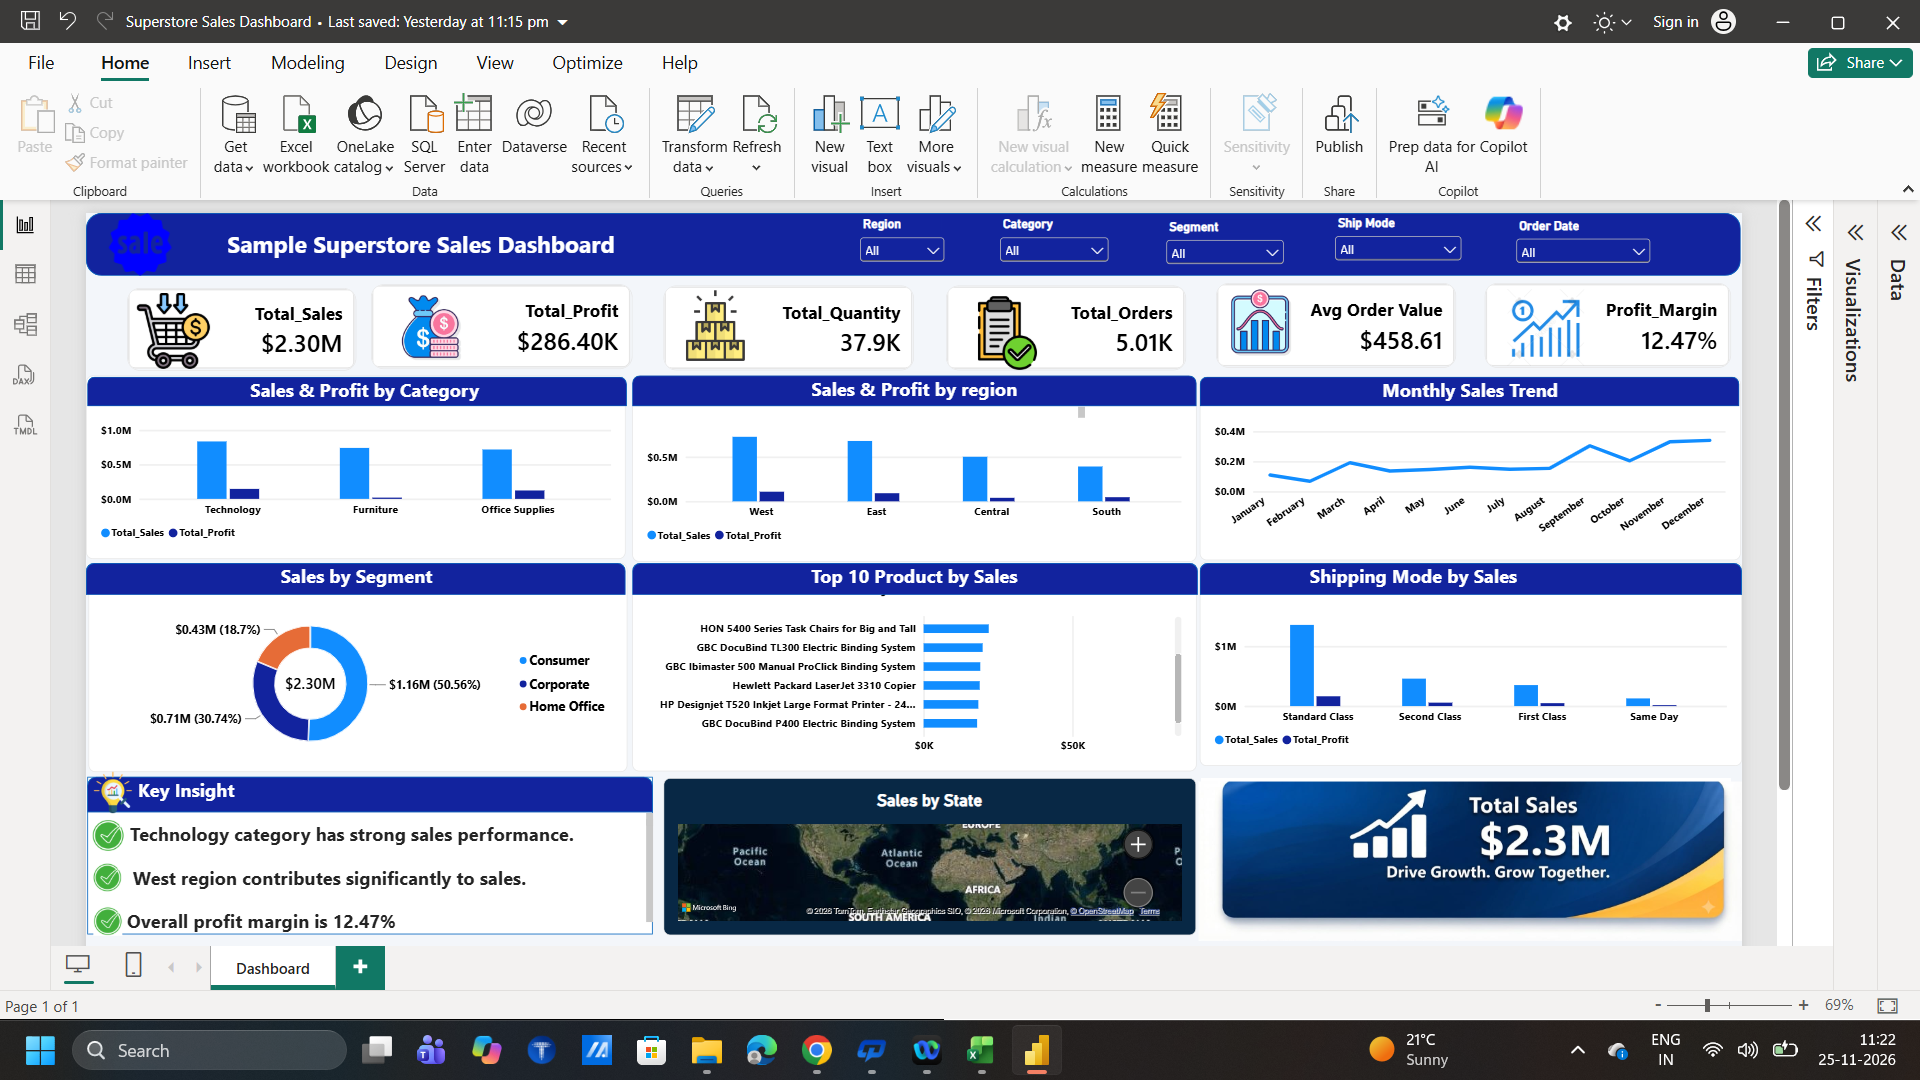 Superstore Sales Dashboard • Last saved: Yesterday at 11:15 pm
Sign in
File Home Insert Modeling Design View Optimize Help
Share
Paste
Cut
Copy
Format painter
Clipboard
Get data
Excel workbook
OneLake catalog
SQL Server
Enter data
Dataverse
Recent sources
Data
Transform data
Refresh
Queries
New visual
Text box
More visuals
Insert
New visual calculation
New measure
Quick measure
Calculations
Sensitivity
Sensitivity
Publish
Share
Prep data for AI
Copilot
Copilot
DAX
TMDL
sale
Sample Superstore Sales Dashboard
Region
All
Category
All
Segment
All
Ship Mode
All
Order Date
All
Filters
Visualizations
Data
Total_Sales
$2.30M
Total_Profit
$286.40K
Total_Quantity
37.9K
Total_Orders
5.01K
Avg Order Value
$458.61
Profit_Margin
12.47%
Sales & Profit by Category
$1.0M
$0.5M
$0.0M
Technology Furniture Office Supplies
Total_Sales Total_Profit
Sales & Profit by region
$0.5M
$0.0M
West East Central South
Total_Sales Total_Profit
Monthly Sales Trend
$0.4M
$0.2M
$0.0M
January February March April May June July August September October November December
Sales by Segment
$0.43M (18.7%)
$2.30M
$1.16M (50.56%)
$0.71M (30.74%)
Consumer
Corporate
Home Office
Top 10 Product by Sales
HON 5400 Series Task Chairs for Big and Tall
GBC DocuBind TL300 Electric Binding System
GBC Ibimaster 500 Manual ProClick Binding System
Hewlett Packard LaserJet 3310 Copier
HP Designjet T520 Inkjet Large Format Printer - 24...
GBC DocuBind P400 Electric Binding System
$0K $50K
Shipping Mode by Sales
$1M
$0M
Standard Class Second Class First Class Same Day
Total_Sales Total_Profit
Key Insight
Technology category has strong sales performance.
West region contributes significantly to sales.
Overall profit margin is 12.47%
Sales by State
EUROPE
Pacific Ocean
Atlantic Ocean
AFRICA
SOUTH AMERICA
Indian
Microsoft Bing
© 2026 TomTom, Earthstar Geographics SIO, © 2026 Microsoft Corporation, © OpenStreetMap Terms
Total Sales
$2.3M
Drive Growth. Grow Together.
Dashboard
Page 1 of 1
- + 69%
Search
21°C
Sunny
ENG
IN
11:22
25-11-2026